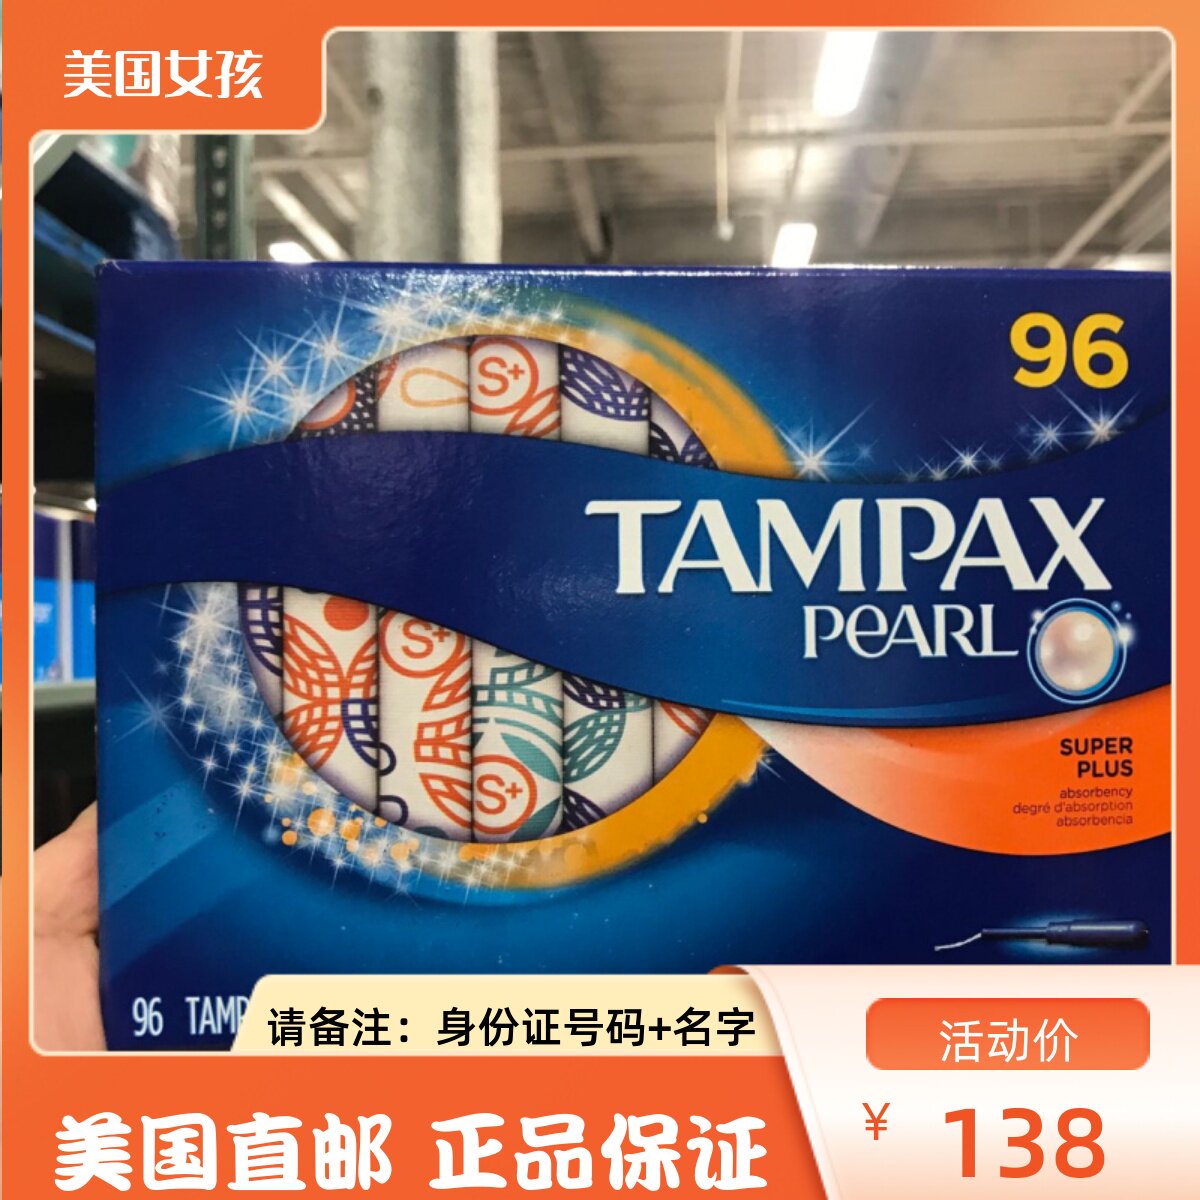 美国女孩
96
S+
TAMPAX
PEARL
S+
S+
SUPER
PLUS
absorbency
degré d'absorption
absorbencia
96 TAMP
请备注：身份证号码+名字
活动价
美国直邮 正品保证
¥ 138